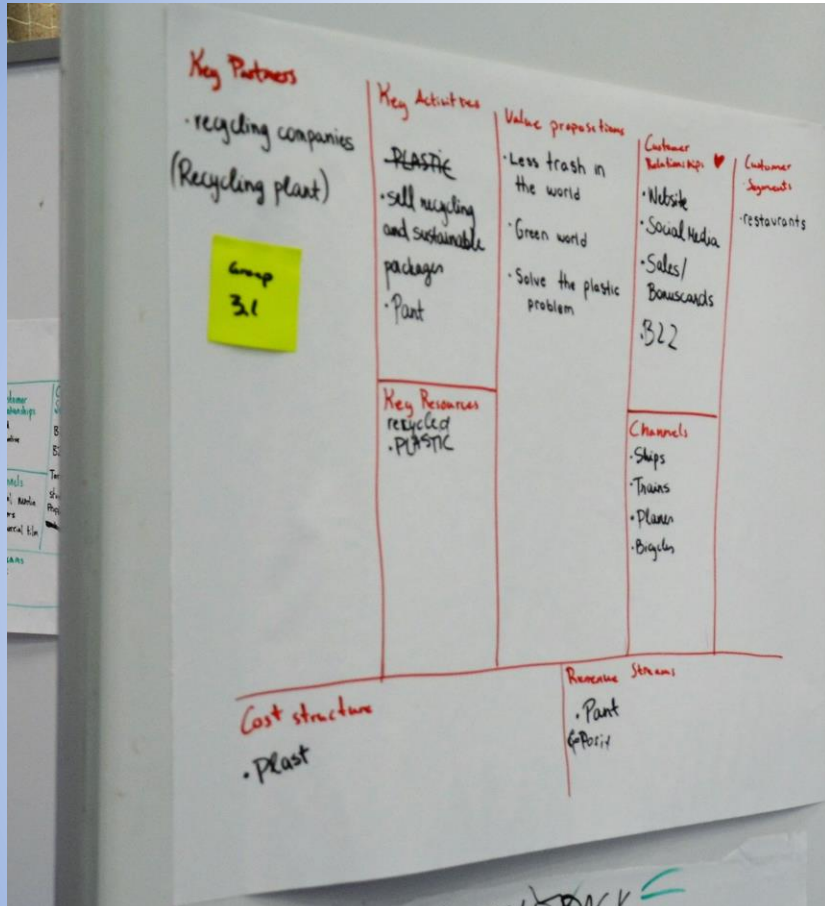 Key Partners
· recycling companies
(Recycling plant)
Group
3.1
Key Activities
PLASTIC
· sell recycling
and sustainable
packages
· Pant
Key Resources
recycled
· PLASTIC
Value propositions
· Less trash in
the world
· Green world
· Solve the plastic
problem
Customer
Relationships ♥
· Website
· Social Media
· Sales/
Bonuscards
Channels
· Ships
· Trains
· Planes
· Bicycles
Customer
Segments
· restaurants
Cost structure
· Plast
Revenue Streams
· Pant